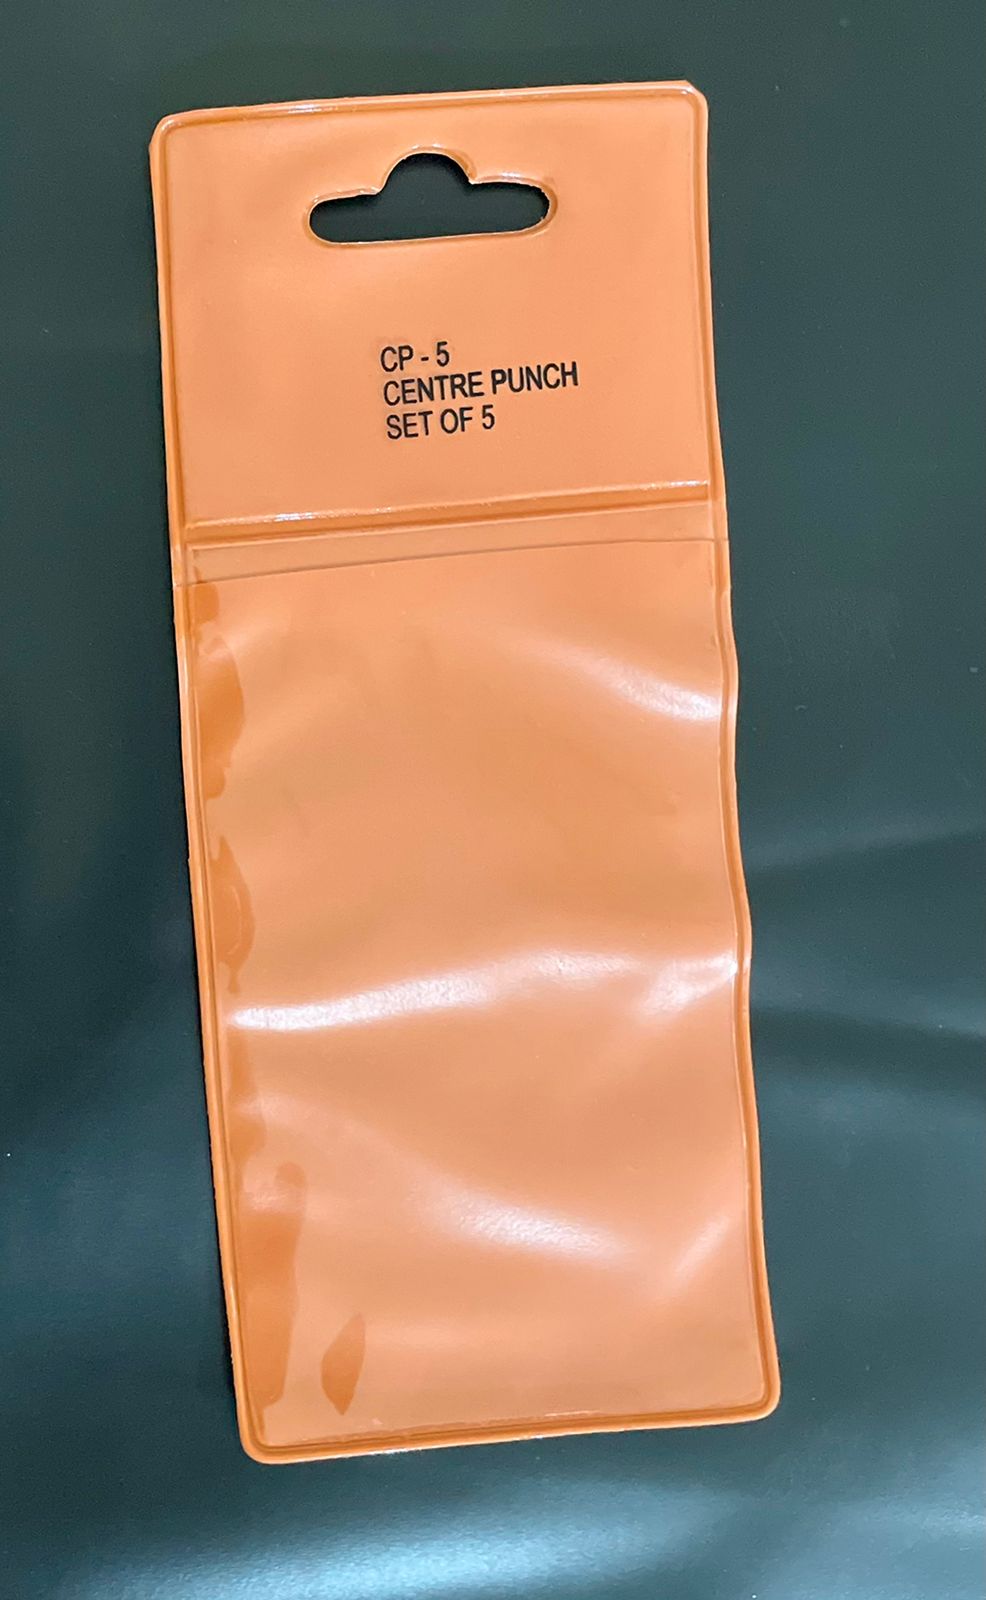 CP - 5
CENTRE PUNCH
SET OF 5